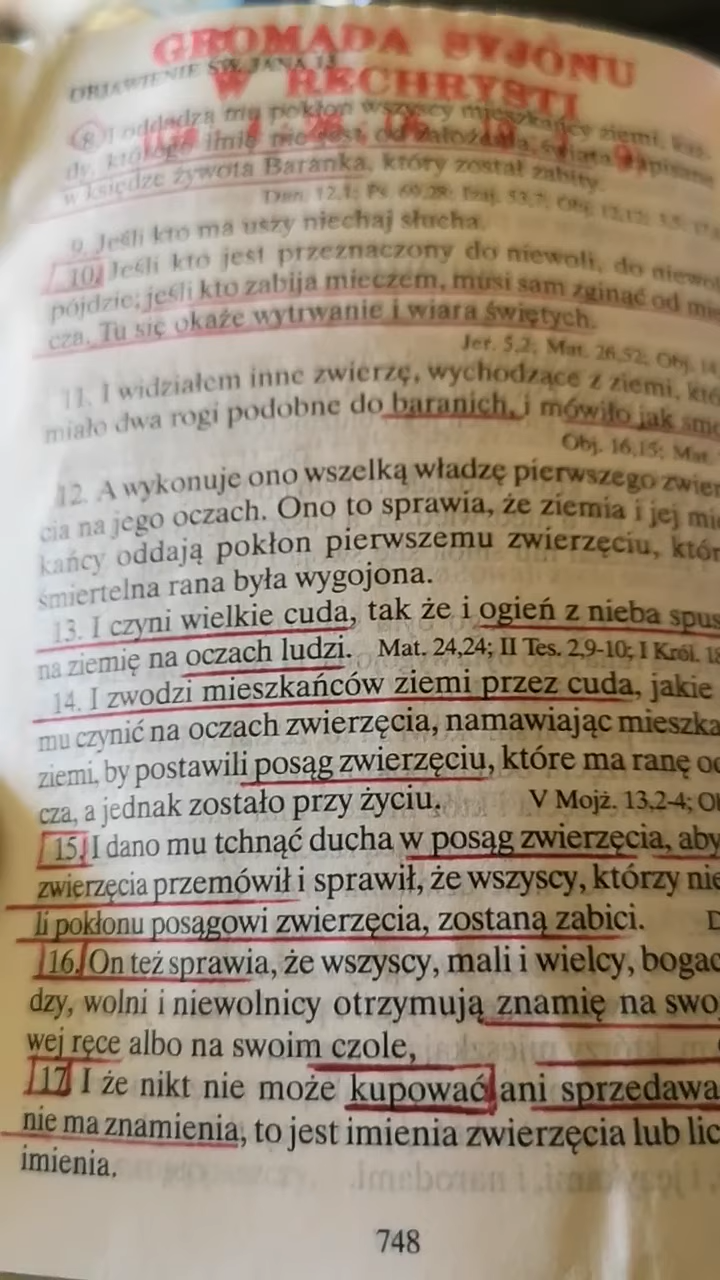 GROMADA SYJONU
OBJAWIENIE ŚW. JANA 13
W RECHRYSTI
8. I oddadzą mu pokłon wszyscy mieszkańcy ziemi, każ-
dy, którego imię nie jest od założenia świata zapisane
w księdze żywota Baranka, który został zabity.
Dan. 12,1; Ps. 69,28; Izaj. 53,7; Obj.
9. Jeśli kto ma uszy niechaj słucha.
10. Jeśli kto jest przeznaczony do niewoli, do niewol
pójdzie; jeśli kto zabija mieczem, musi sam zginąć od mie
cza. Tu się okaże wytrwanie i wiara świętych.
Jer. 5,2; Mat. 26,52; Obj. 14
11. I widziałem inne zwierzę, wychodzące z ziemi, któ
miało dwa rogi podobne do baranich, i mówiło jak smo
Obj. 16,15; Mat.
12. A wykonuje ono wszelką władzę pierwszego zwier
cia na jego oczach. Ono to sprawia, że ziemia i jej mie
kańcy oddają pokłon pierwszemu zwierzęciu, któr
śmiertelna rana była wygojona.
13. I czyni wielkie cuda, tak że i ogień z nieba spus
na ziemię na oczach ludzi. Mat. 24,24; II Tes. 2,9-10; I Król. 18
14. I zwodzi mieszkańców ziemi przez cuda, jakie
mu czynić na oczach zwierzęcia, namawiając mieszka
ziemi, by postawili posąg zwierzęciu, które ma ranę od
cza, a jednak zostało przy życiu. V Mojż. 13,2-4; Ob
15. I dano mu tchnąć ducha w posąg zwierzęcia, aby
zwierzęcia przemówił i sprawił, że wszyscy, którzy nie
li pokłonu posągowi zwierzęcia, zostaną zabici. D
16. On też sprawia, że wszyscy, mali i wielcy, bogac
dzy, wolni i niewolnicy otrzymują znamię na swo
wej ręce albo na swoim czole,
17. I że nikt nie może kupować ani sprzedawa
nie ma znamienia, to jest imienia zwierzęcia lub lic
imienia.
748